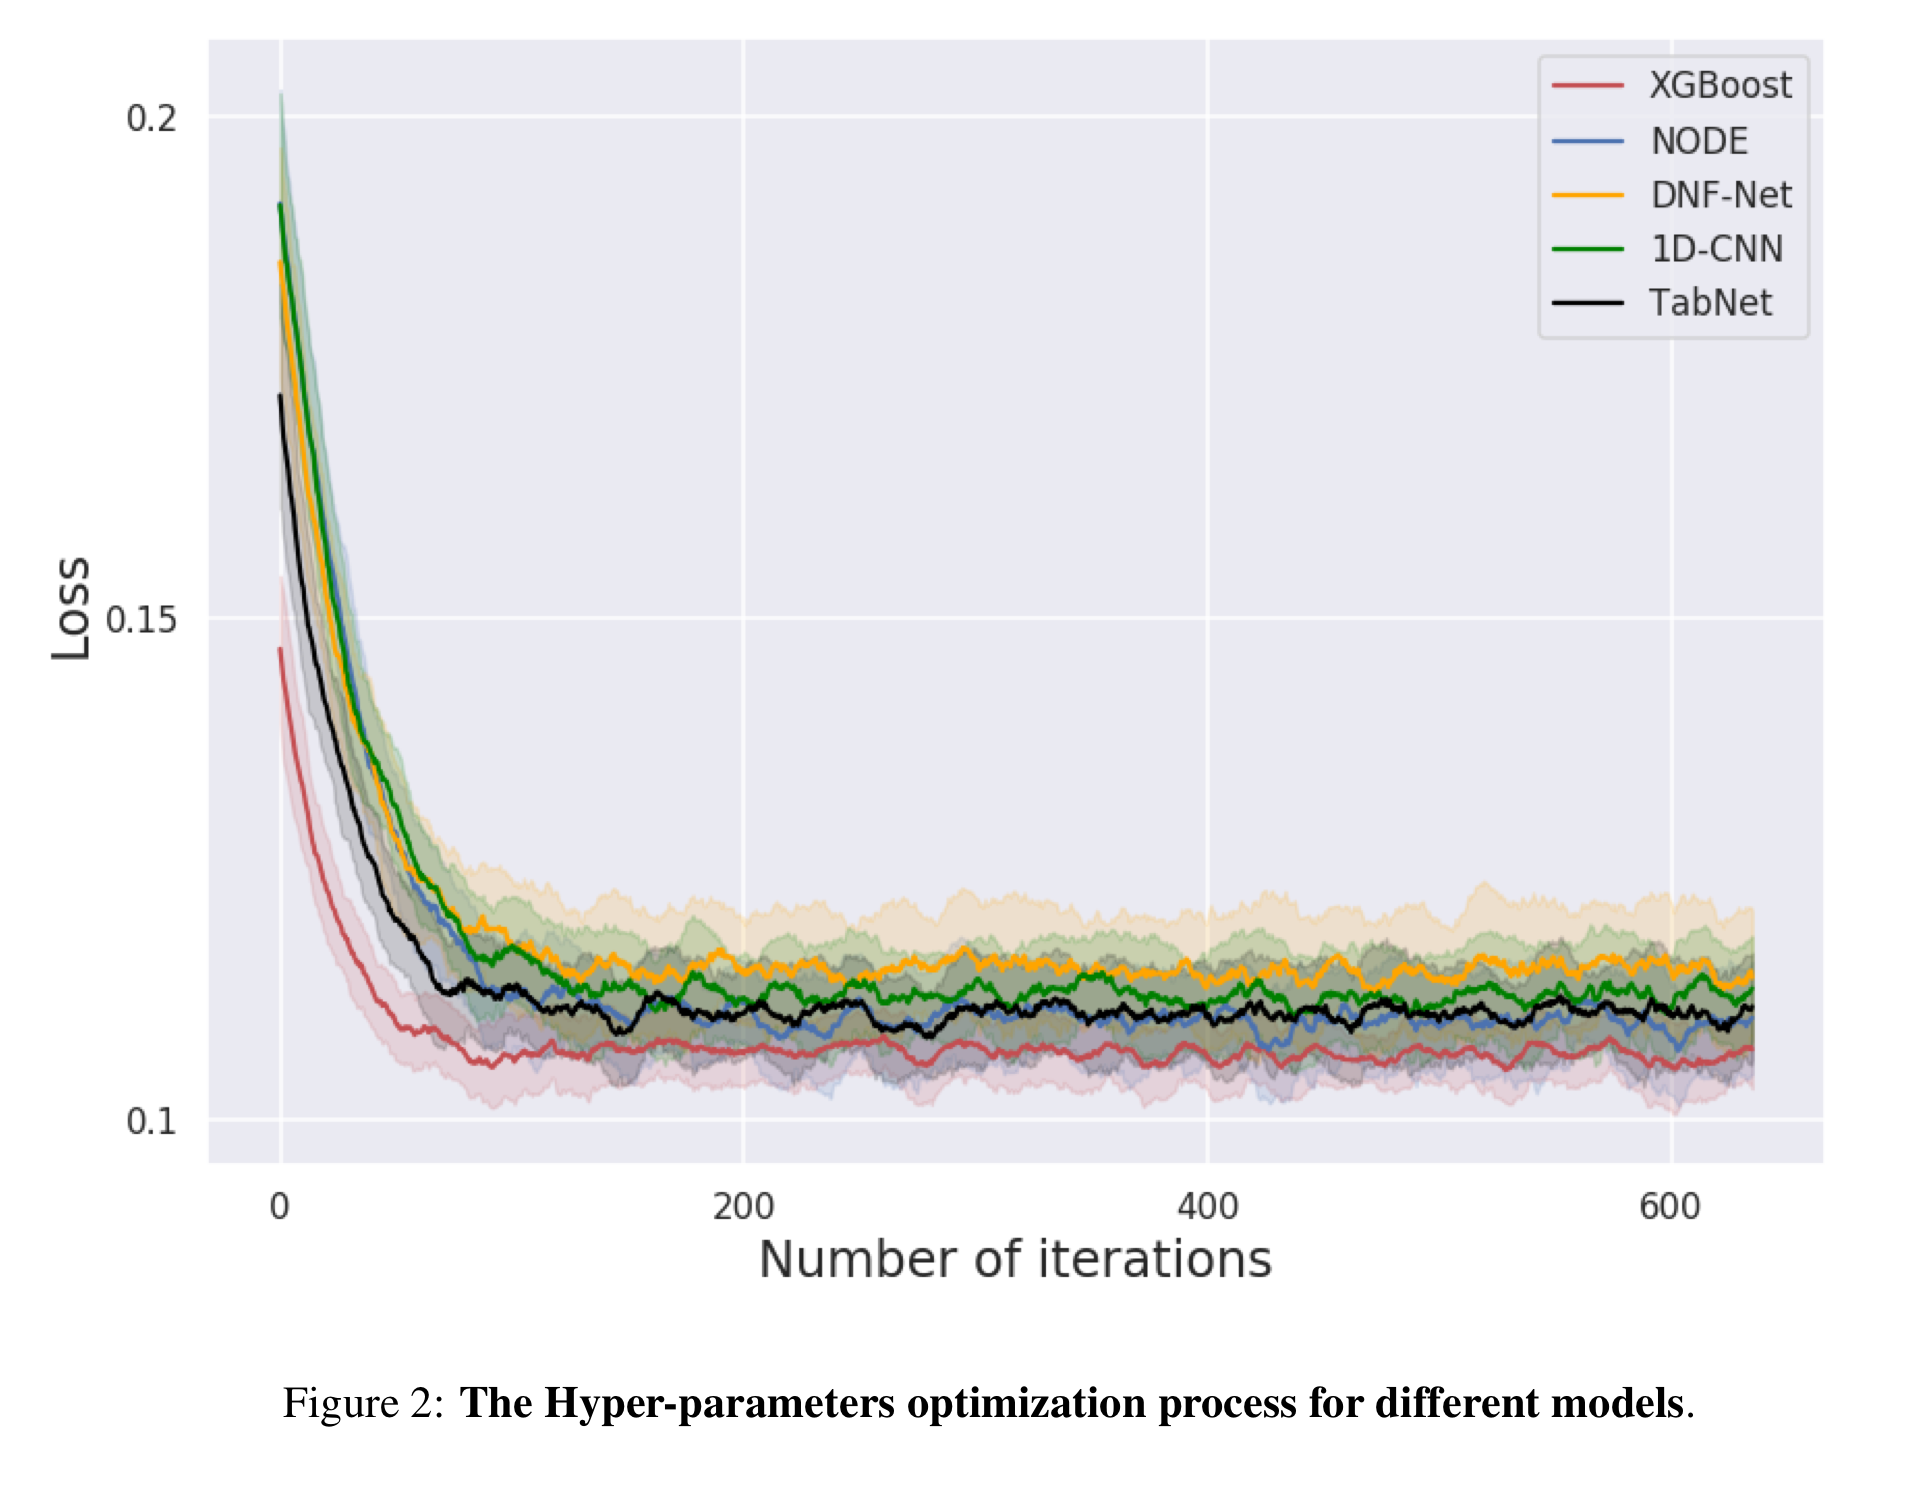 0.2
0.15
0.1
Loss
XGBoost
NODE
DNF-Net
1D-CNN
TabNet
0 200 400 600
Number of iterations
Figure 2: The Hyper-parameters optimization process for different models.